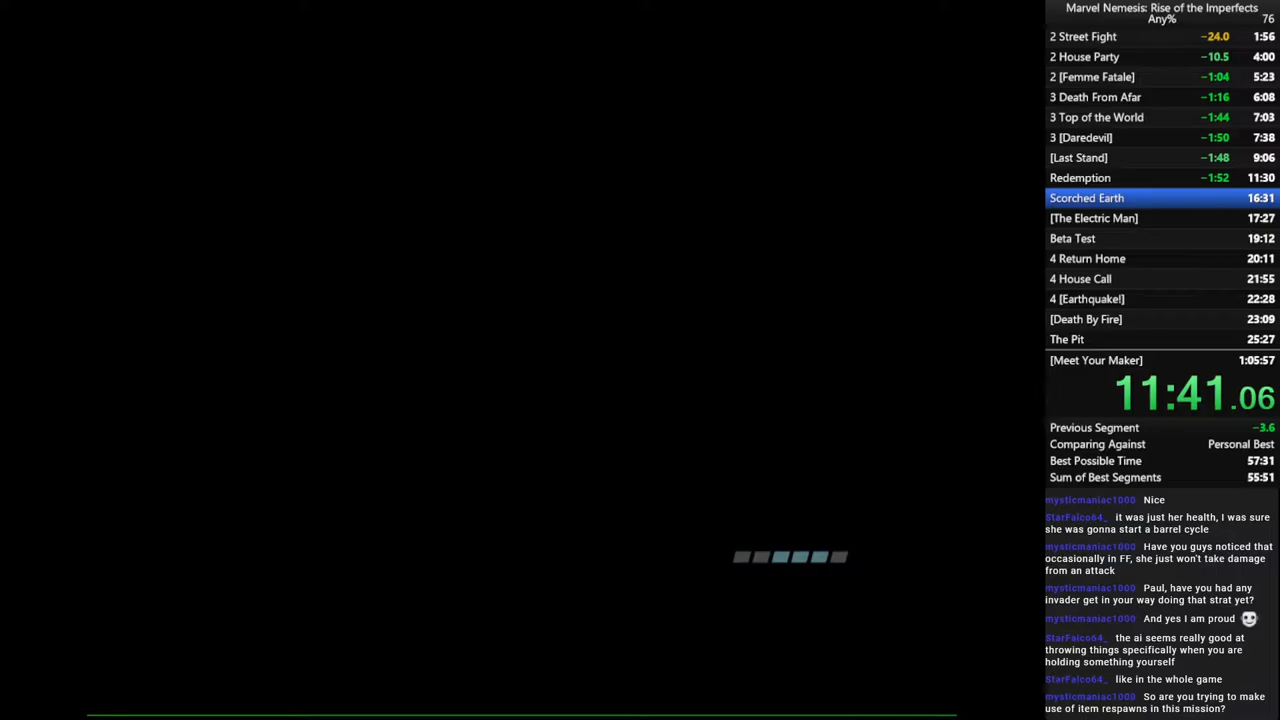 Marvel Nemesis: Rise of the Imperfects
Any% 76
2 Street Fight −24.0 1:56
2 House Party −10.5 4:00
2 [Femme Fatale] −1:04 5:23
3 Death From Afar −1:16 6:08
3 Top of the World −1:44 7:03
3 [Daredevil] −1:50 7:38
[Last Stand] −1:48 9:06
Redemption −1:52 11:30
Scorched Earth 16:31
[The Electric Man] 17:27
Beta Test 19:12
4 Return Home 20:11
4 House Call 21:55
4 [Earthquake!] 22:28
[Death By Fire] 23:09
The Pit 25:27
[Meet Your Maker] 1:05:57
11:41.06
Previous Segment −3.6
Comparing Against Personal Best
Best Possible Time 57:31
Sum of Best Segments 55:51
mysticmaniac1000 Nice
StarFalco64_ it was just her health, I was sure
she was gonna start a barrel cycle
mysticmaniac1000 Have you guys noticed that
occasionally in FF, she just won't take damage
from an attack
mysticmaniac1000 Paul, have you had any
invader get in your way doing that strat yet?
mysticmaniac1000 And yes I am proud
StarFalco64_ the ai seems really good at
throwing things specifically when you are
holding something yourself
StarFalco64_ like in the whole game
mysticmaniac1000 So are you trying to make
use of item respawns in this mission?